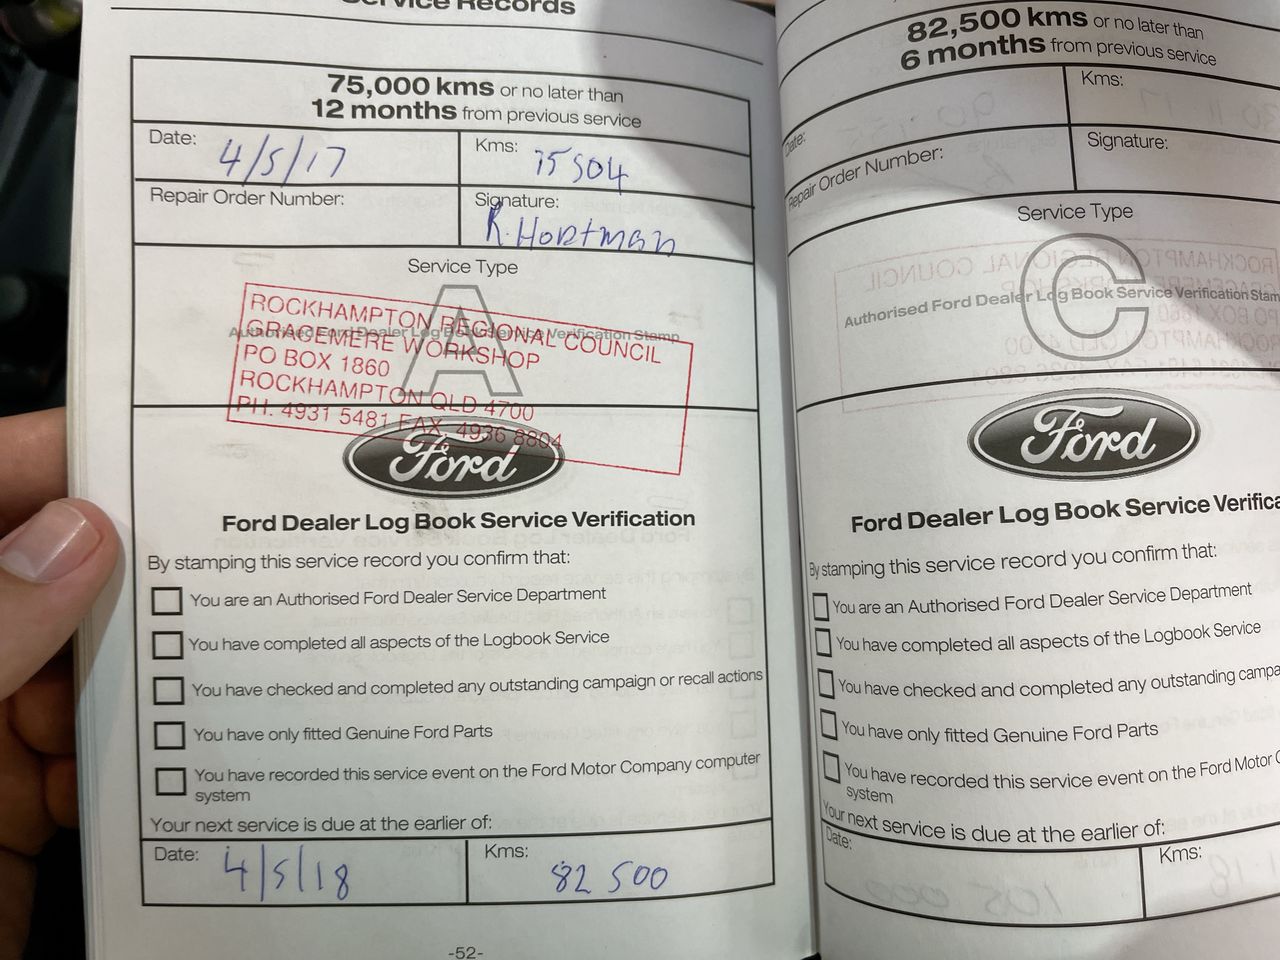 Service Records
75,000 kms or no later than
12 months from previous service
Date: 4/5/17
Kms: 75504
Repair Order Number:
Signature: R. Hortman
Service Type
A
Authorised Ford Dealer Log Book Service Verification Stamp
ROCKHAMPTON REGIONAL COUNCIL
GRACEMERE WORKSHOP
PO BOX 1860
ROCKHAMPTON QLD 4700
PH. 4931 5481 FAX. 4936 8804
Ford
Ford Dealer Log Book Service Verification
By stamping this service record you confirm that:
You are an Authorised Ford Dealer Service Department
You have completed all aspects of the Logbook Service
You have checked and completed any outstanding campaign or recall actions
You have only fitted Genuine Ford Parts
You have recorded this service event on the Ford Motor Company computer
system
Your next service is due at the earlier of:
Date: 4/5/18
Kms: 82 500
-52-
82,500 kms or no later than
6 months from previous service
Date:
Kms:
Repair Order Number:
Signature:
Service Type
C
Authorised Ford Dealer Log Book Service Verification Stam
Ford
Ford Dealer Log Book Service Verifica
By stamping this service record you confirm that:
You are an Authorised Ford Dealer Service Department
You have completed all aspects of the Logbook Service
You have checked and completed any outstanding campa
You have only fitted Genuine Ford Parts
You have recorded this service event on the Ford Motor C
system
Your next service is due at the earlier of:
Date:
Kms: